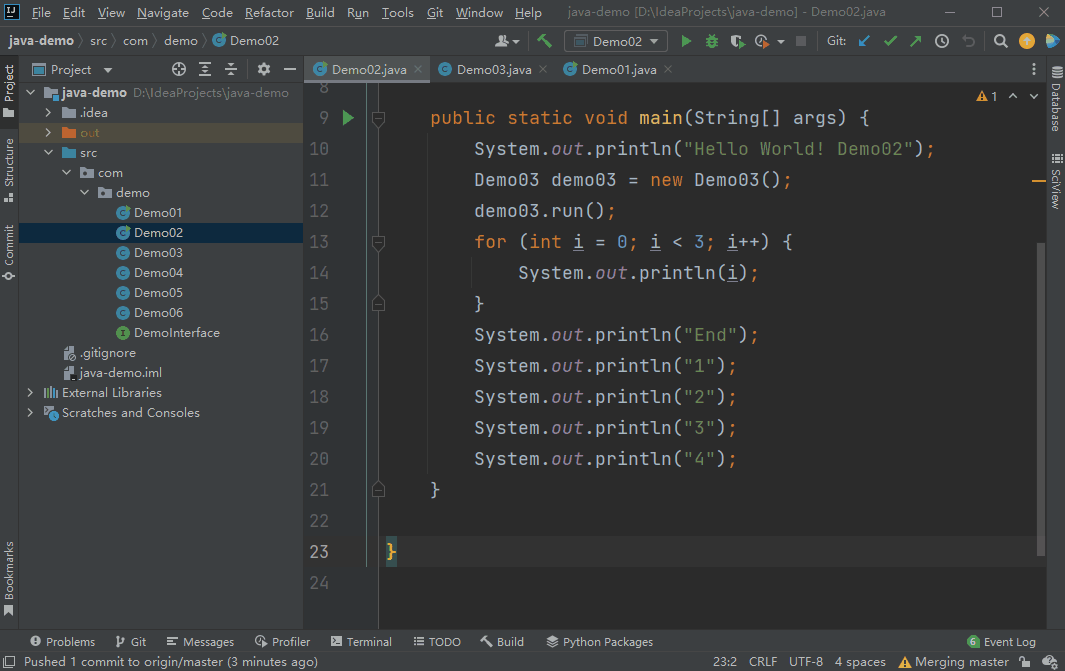 File Edit View Navigate Code Refactor Build Run Tools Git Window Help java-demo [D:\IdeaProjects\java-demo] - Demo02.java
java-demo src com demo Demo02 Demo02 Git:
Project
Demo02.java Demo03.java Demo01.java
java-demo D:\IdeaProjects\java-demo
.idea
out
src
com
demo
Demo01
Demo02
Demo03
Demo04
Demo05
Demo06
DemoInterface
.gitignore
java-demo.iml
External Libraries
Scratches and Consoles
Project
Structure
Commit
Bookmarks
8
9 public static void main(String[] args) {
10 System.out.println("Hello World! Demo02");
11 Demo03 demo03 = new Demo03();
12 demo03.run();
13 for (int i = 0; i < 3; i++) {
14 System.out.println(i);
15 }
16 System.out.println("End");
17 System.out.println("1");
18 System.out.println("2");
19 System.out.println("3");
20 System.out.println("4");
21 }
22
23 }
24
1
Database
SciView
Problems Git Messages Profiler Terminal TODO Build Python Packages 6 Event Log
Pushed 1 commit to origin/master (3 minutes ago) 23:2 CRLF UTF-8 4 spaces Merging master